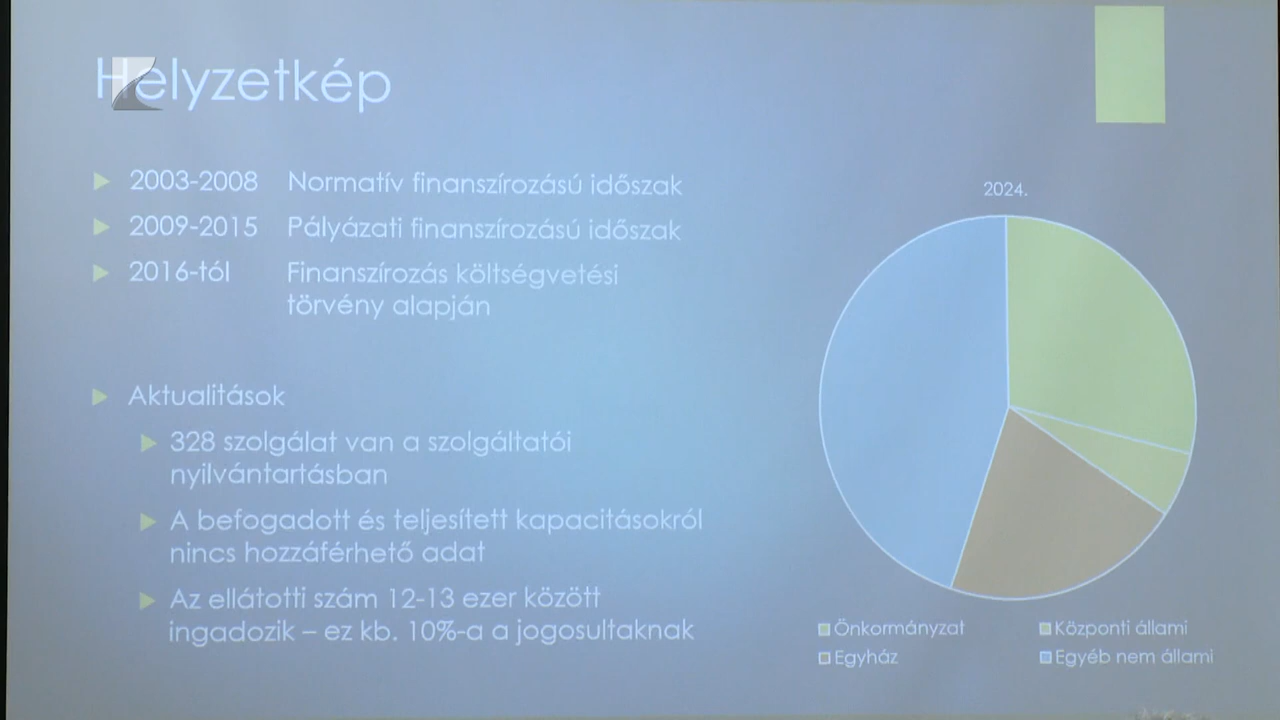 Helyzetkép
2003-2008 Normatív finanszírozású időszak
2009-2015 Pályázati finanszírozású időszak
2016-tól Finanszírozás költségvetési
törvény alapján
Aktualitások
328 szolgálat van a szolgáltatói
nyilvántartásban
A befogadott és teljesített kapacitásokról
nincs hozzáférhető adat
Az ellátotti szám 12-13 ezer között
ingadozik – ez kb. 10%-a a jogosultaknak
2024.
Önkormányzat
Központi állami
Egyház
Egyéb nem állami